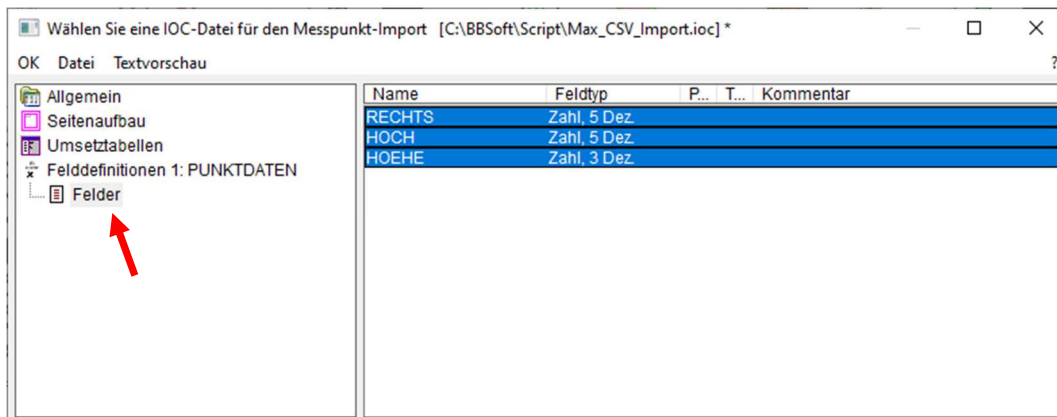 Wählen Sie eine IOC-Datei für den Messpunkt-Import [C:\BBSoft\Script\Max_CSV_Import.ioc] *
OK Datei Textvorschau ?
Allgemein
Seitenaufbau
Umsetztabellen
Felddefinitionen 1: PUNKTDATEN
Felder
Name Feldtyp P... T... Kommentar
RECHTS Zahl, 5 Dez.
HOCH Zahl, 5 Dez.
HOEHE Zahl, 3 Dez.